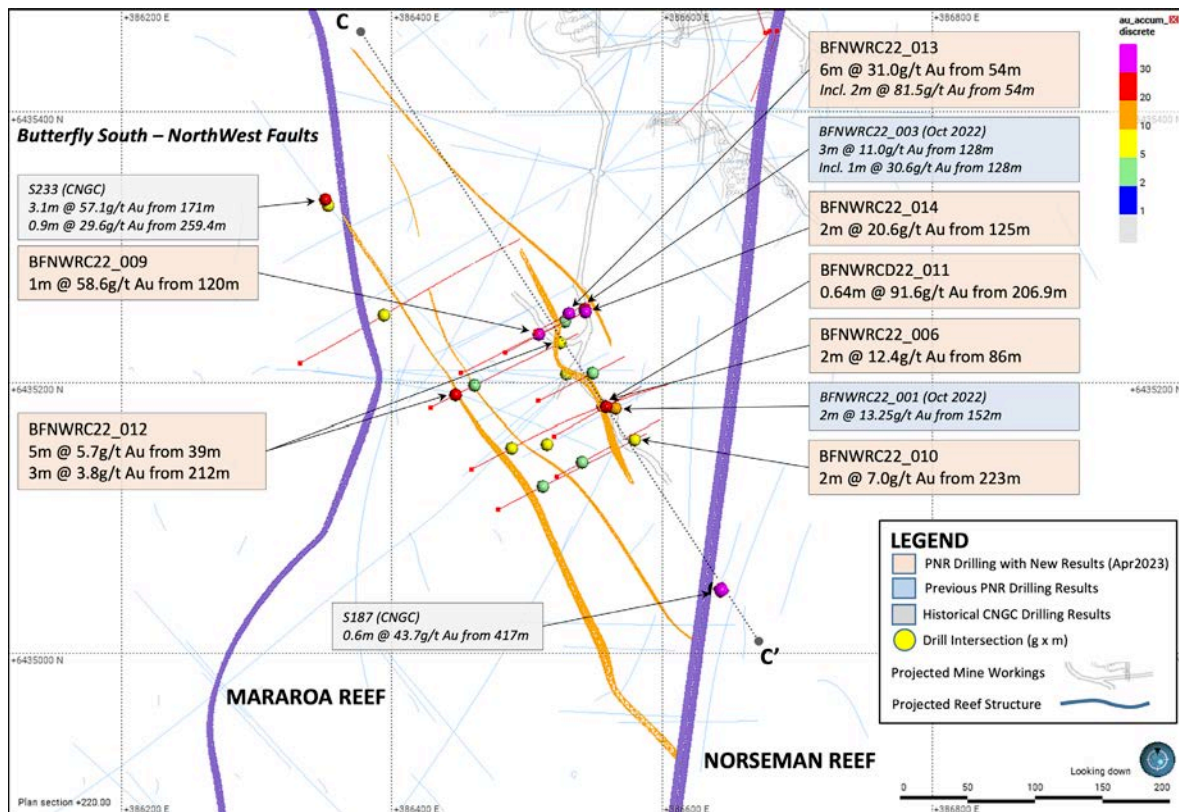 +386200 E
+386400 E
+386600 E
+386800 E
au_accum_
discrete
30
20
10
5
2
1
C
+6435400 N
+6435400 N
Butterfly South – NorthWest Faults
S233 (CNGC)
3.1m @ 57.1g/t Au from 171m
0.9m @ 29.6g/t Au from 259.4m
BFNWRC22_009
1m @ 58.6g/t Au from 120m
BFNWRC22_012
5m @ 5.7g/t Au from 39m
3m @ 3.8g/t Au from 212m
BFNWRC22_013
6m @ 31.0g/t Au from 54m
Incl. 2m @ 81.5g/t Au from 54m
BFNWRC22_003 (Oct 2022)
3m @ 11.0g/t Au from 128m
Incl. 1m @ 30.6g/t Au from 128m
BFNWRC22_014
2m @ 20.6g/t Au from 125m
BFNWRCD22_011
0.64m @ 91.6g/t Au from 206.9m
BFNWRC22_006
2m @ 12.4g/t Au from 86m
+6435200 N
+6435200 N
BFNWRC22_001 (Oct 2022)
2m @ 13.25g/t Au from 152m
BFNWRC22_010
2m @ 7.0g/t Au from 223m
S187 (CNGC)
0.6m @ 43.7g/t Au from 417m
C'
+6435000 N
MARAROA REEF
NORSEMAN REEF
LEGEND
PNR Drilling with New Results (Apr2023)
Previous PNR Drilling Results
Historical CNGC Drilling Results
Drill Intersection (g x m)
Projected Mine Workings
Projected Reef Structure
Looking down
0 50 100 150 200
Plan section +220.00
+386200 E
+386400 E
+386600 E
+386800 E